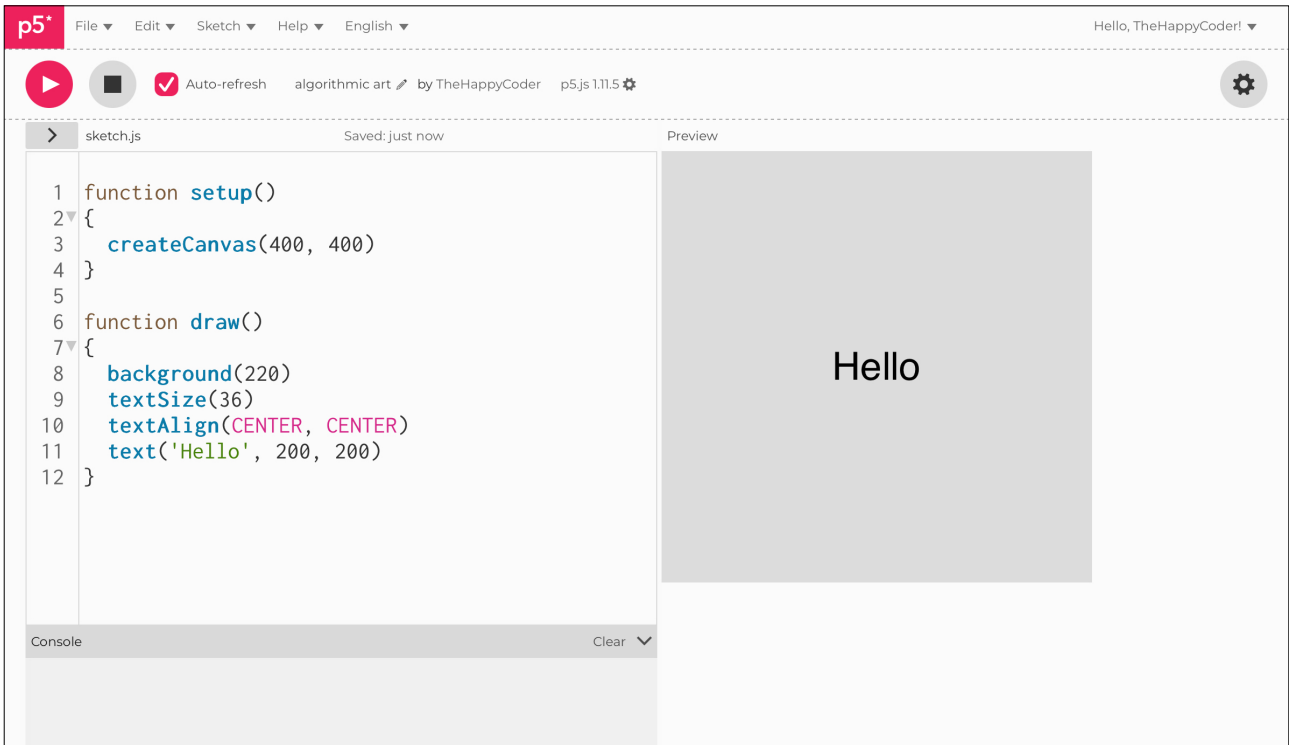 p5* File Edit Sketch Help English Hello, TheHappyCoder!
Auto-refresh algorithmic art by TheHappyCoder p5.js 1.11.5
sketch.js Saved: just now Preview
1 function setup()
2 {
3   createCanvas(400, 400)
4 }
5
6 function draw()
7 {
8   background(220)
9   textSize(36)
10   textAlign(CENTER, CENTER)
11   text('Hello', 200, 200)
12 }
Hello
Console Clear